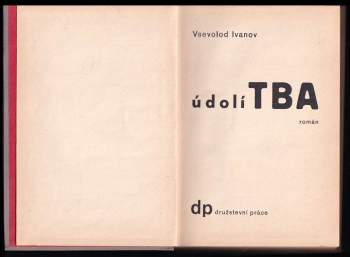 Vsevolod Ivanov
údolí TBA
román
dp družstevní práce